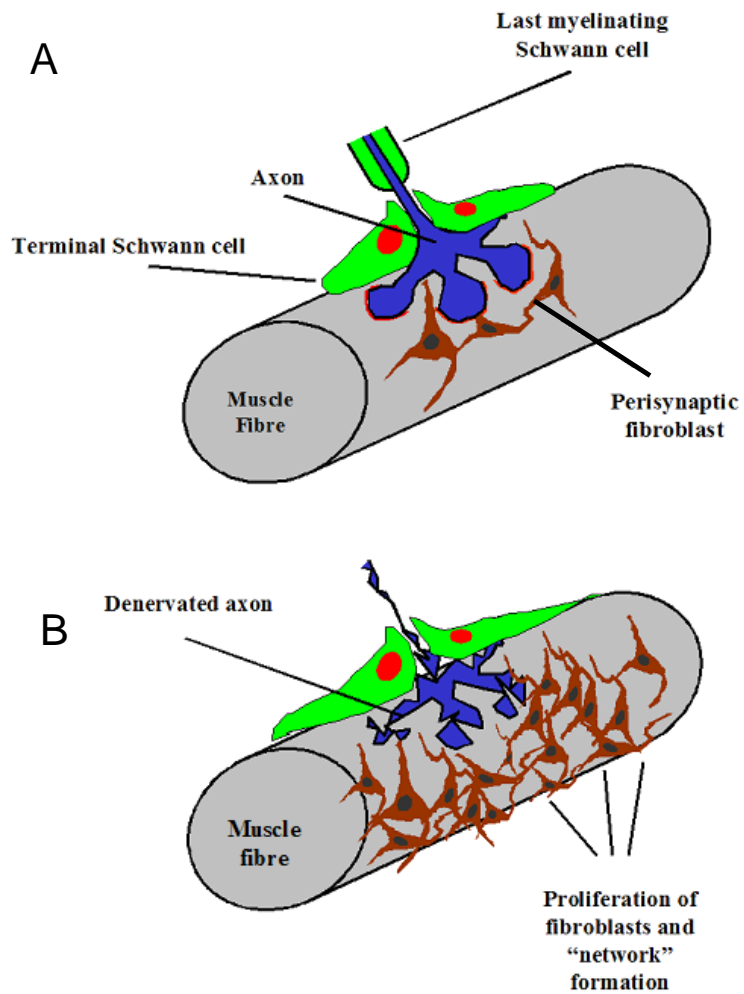 A
Last myelinating
Schwann cell
Axon
Terminal Schwann cell
Muscle
Fibre
Perisynaptic
fibroblast
B
Denervated axon
Muscle
fibre
Proliferation of
fibroblasts and
“network”
formation